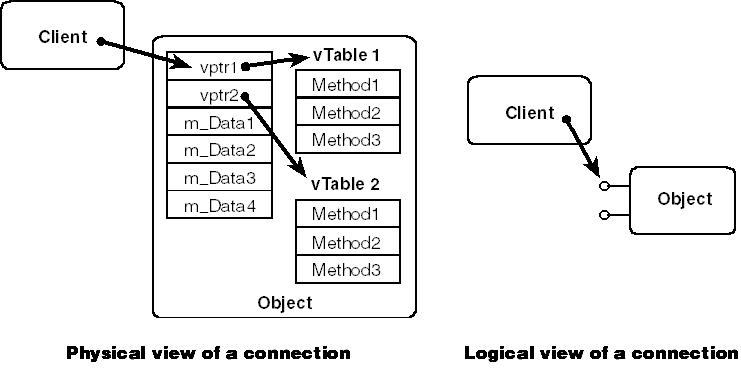 Client
vptr1
vptr2
m_Data1
m_Data2
m_Data3
m_Data4
vTable 1
Method1
Method2
Method3
vTable 2
Method1
Method2
Method3
Object
Physical view of a connection
Client
Object
Logical view of a connection